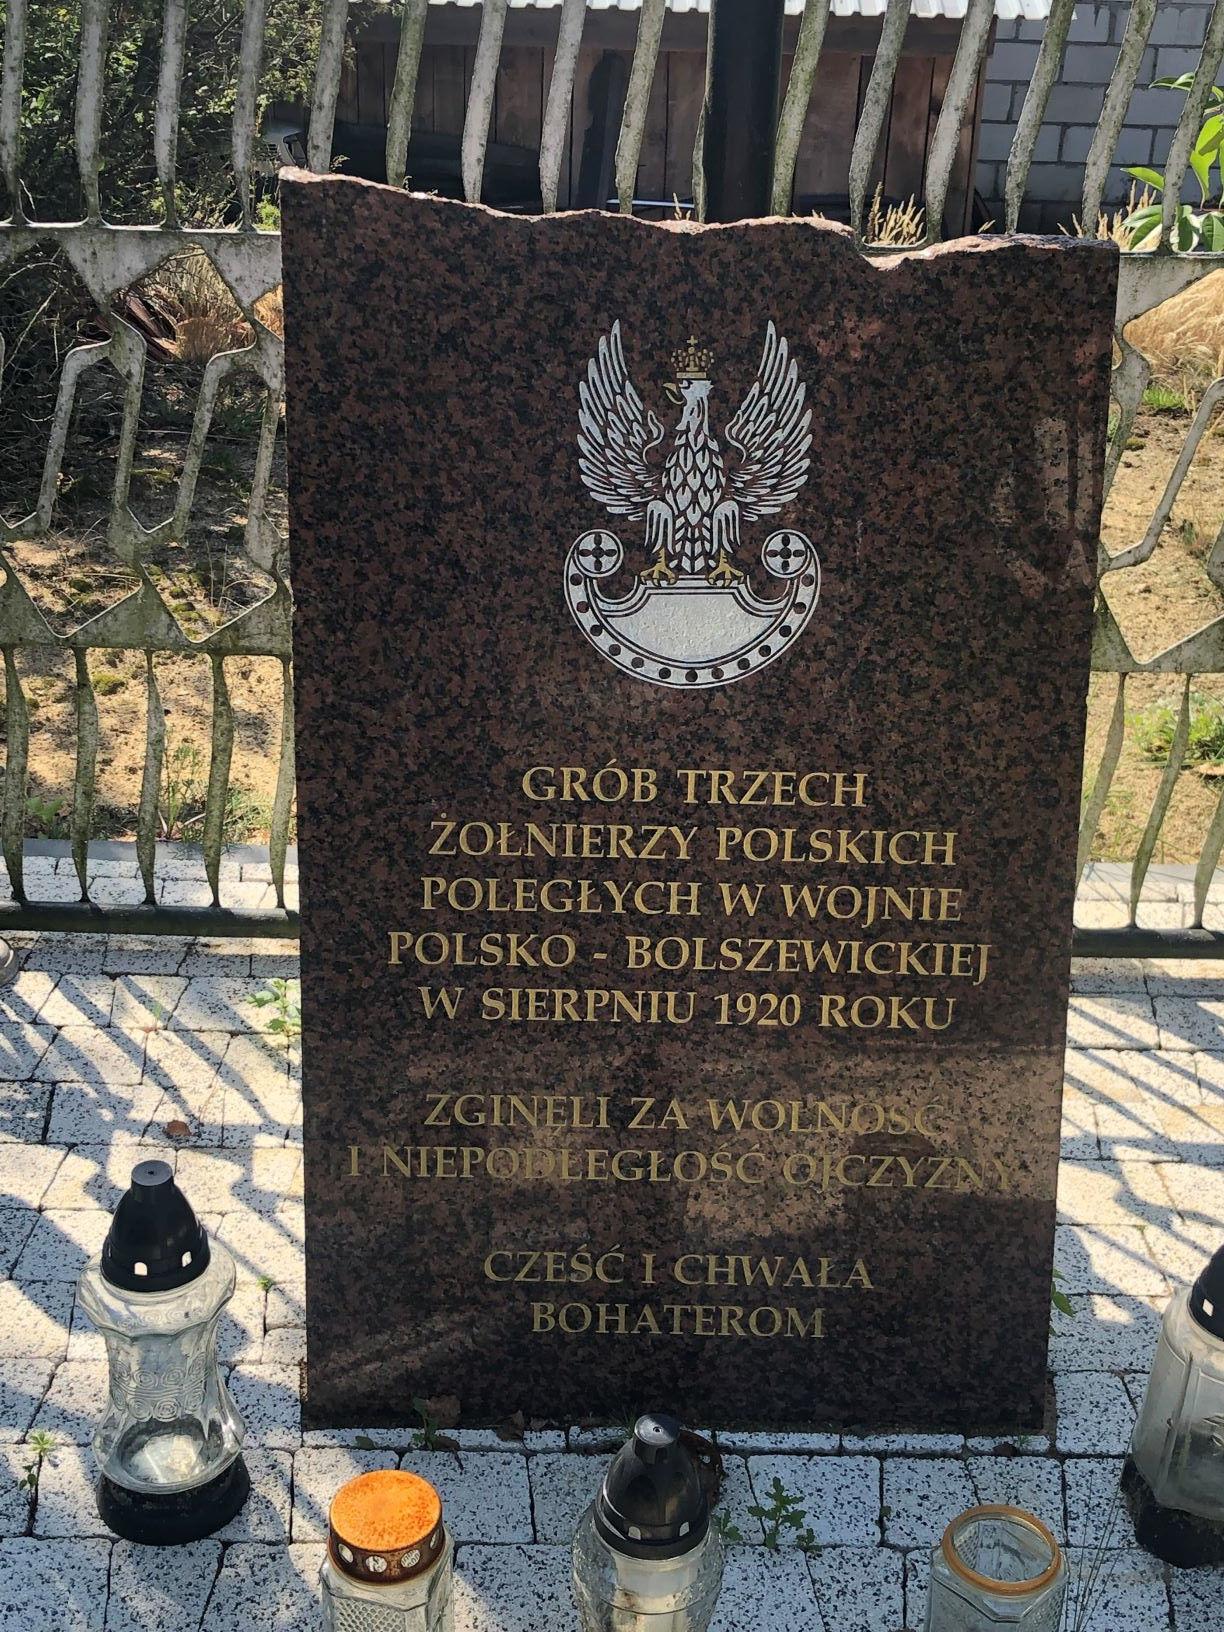 GRÓB TRZECH
ŻOŁNIERZY POLSKICH
POLEGŁYCH W WOJNIE
POLSKO - BOLSZEWICKIEJ
W SIERPNIU 1920 ROKU
ZGINĘLI ZA WOLNOŚĆ
I NIEPODLEGŁOŚĆ OJCZYZNY
CZEŚĆ I CHWAŁA
BOHATEROM